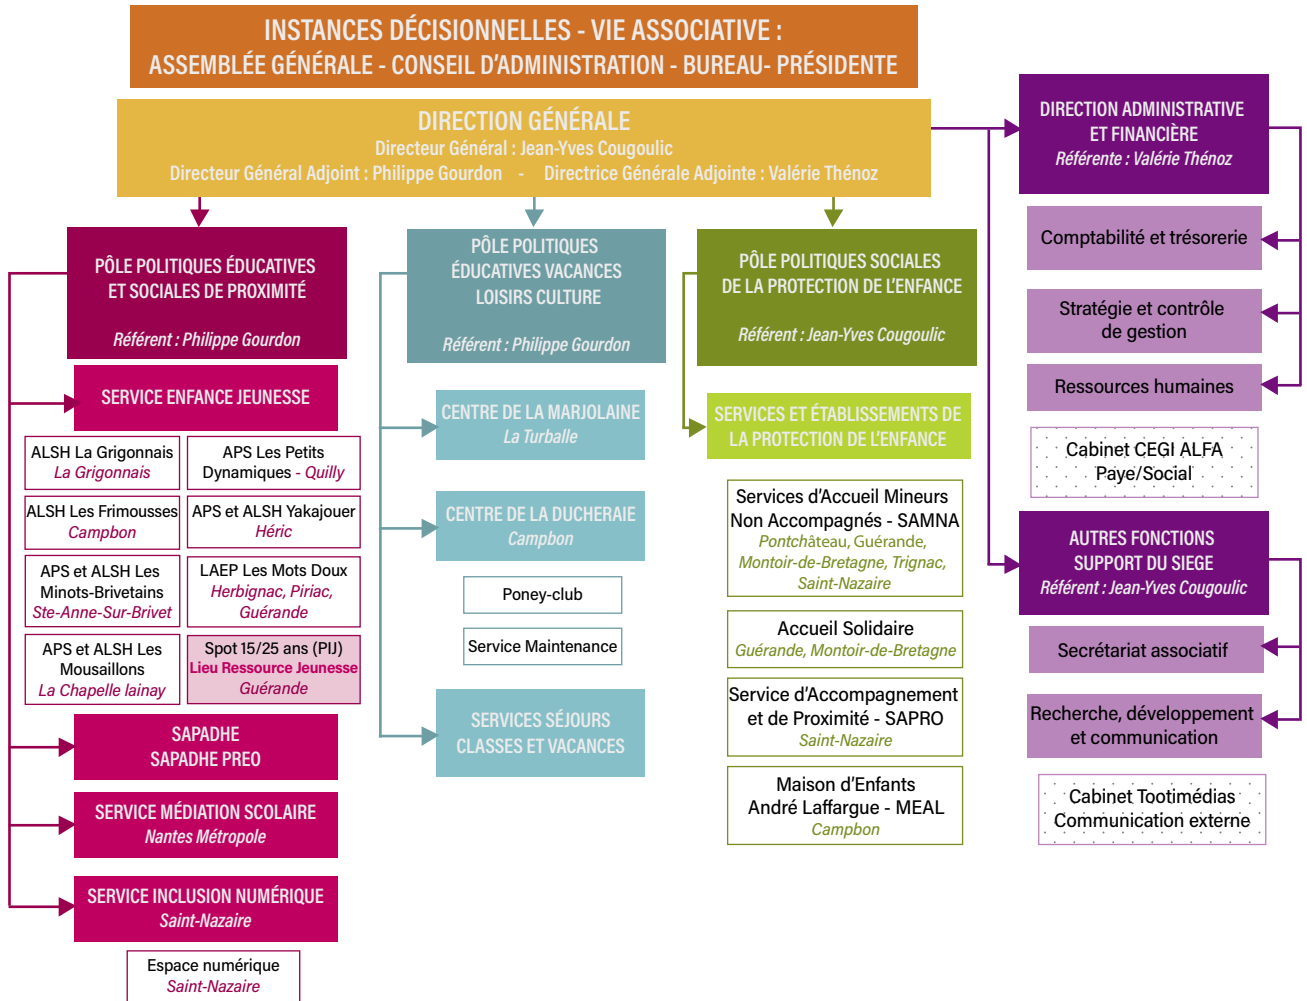 INSTANCES DÉCISIONNELLES - VIE ASSOCIATIVE :
ASSEMBLÉE GÉNÉRALE - CONSEIL D'ADMINISTRATION - BUREAU- PRÉSIDENTE
DIRECTION GÉNÉRALE
Directeur Général : Jean-Yves Cougoulic
Directeur Général Adjoint : Philippe Gourdon - Directrice Générale Adjointe : Valérie Thénoz
PÔLE POLITIQUES ÉDUCATIVES
ET SOCIALES DE PROXIMITÉ
Référent : Philippe Gourdon
SERVICE ENFANCE JEUNESSE
ALSH La Grigonnais
La Grigonnais
APS Les Petits
Dynamiques - Quilly
ALSH Les Frimousses
Campbon
APS et ALSH Yakajouer
Héric
APS et ALSH Les
Minots-Brivetains
Ste-Anne-Sur-Brivet
LAEP Les Mots Doux
Herbignac, Piriac,
Guérande
APS et ALSH Les
Mousaillons
La Chapelle lainay
Spot 15/25 ans (PIJ)
Lieu Ressource Jeunesse
Guérande
SAPADHE
SAPADHE PREO
SERVICE MÉDIATION SCOLAIRE
Nantes Métropole
SERVICE INCLUSION NUMÉRIQUE
Saint-Nazaire
Espace numérique
Saint-Nazaire
PÔLE POLITIQUES
ÉDUCATIVES VACANCES
LOISIRS CULTURE
Référent : Philippe Gourdon
CENTRE DE LA MARJOLAINE
La Turballe
CENTRE DE LA DUCHERAIE
Campbon
Poney-club
Service Maintenance
SERVICES SÉJOURS
CLASSES ET VACANCES
PÔLE POLITIQUES SOCIALES
DE LA PROTECTION DE L'ENFANCE
Référent : Jean-Yves Cougoulic
SERVICES ET ÉTABLISSEMENTS DE
LA PROTECTION DE L'ENFANCE
Services d'Accueil Mineurs
Non Accompagnés - SAMNA
Pontchâteau, Guérande,
Montoir-de-Bretagne, Trignac,
Saint-Nazaire
Accueil Solidaire
Guérande, Montoir-de-Bretagne
Service d'Accompagnement
et de Proximité - SAPRO
Saint-Nazaire
Maison d'Enfants
André Laffargue - MEAL
Campbon
DIRECTION ADMINISTRATIVE
ET FINANCIÈRE
Référente : Valérie Thénoz
Comptabilité et trésorerie
Stratégie et contrôle
de gestion
Ressources humaines
Cabinet CEGI ALFA
Paye/Social
AUTRES FONCTIONS
SUPPORT DU SIEGE
Référent : Jean-Yves Cougoulic
Secrétariat associatif
Recherche, développement
et communication
Cabinet Tootimédias
Communication externe